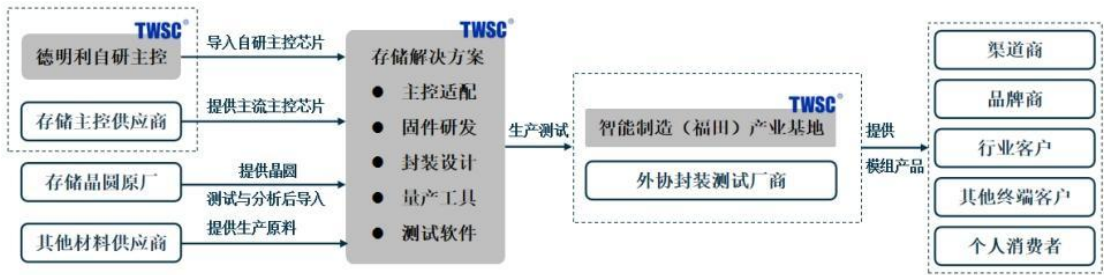 TWSC®
德明利自研主控
存储主控供应商
存储晶圆原厂
其他材料供应商
导入自研主控芯片
提供主流主控芯片
提供晶圆
测试与分析后导入
提供生产原料
TWSC®
存储解决方案
● 主控适配
● 固件研发
● 封装设计
● 量产工具
● 测试软件
生产测试
TWSC®
智能制造（福田）产业基地
外协封装测试厂商
提供
模组产品
渠道商
品牌商
行业客户
其他终端客户
个人消费者